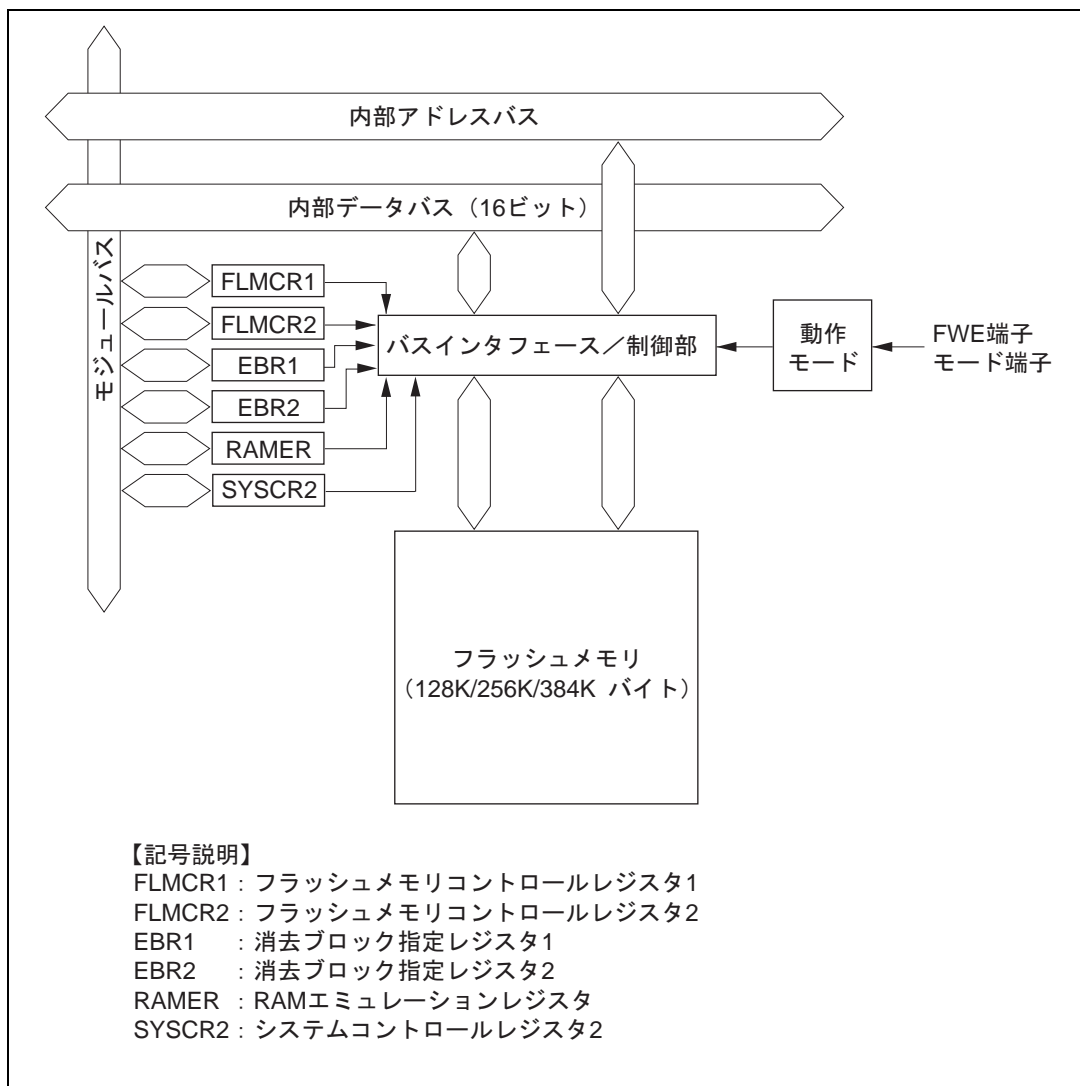 内部アドレスバス
内部データバス（16ビット）
モジュールバス
FLMCR1
FLMCR2
EBR1
EBR2
RAMER
SYSCR2
バスインタフェース／制御部
動作
モード
FWE端子
モード端子
フラッシュメモリ
（128K/256K/384K バイト）
【記号説明】
FLMCR1：フラッシュメモリコントロールレジスタ1
FLMCR2：フラッシュメモリコントロールレジスタ2
EBR1　：消去ブロック指定レジスタ1
EBR2　：消去ブロック指定レジスタ2
RAMER ：RAMエミュレーションレジスタ
SYSCR2：システムコントロールレジスタ2